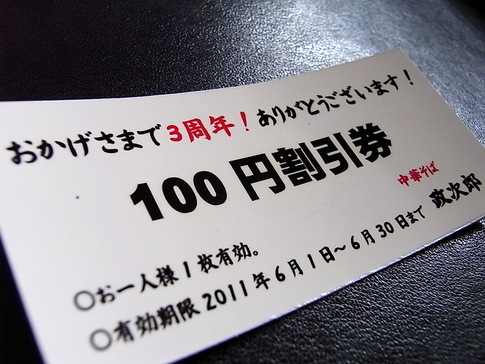 おかげさまで3周年！ありがとうございます！
100円割引券
中華そば
政次郎
○お一人様1枚有効。
○有効期限2011年6月1日～6月30日まで